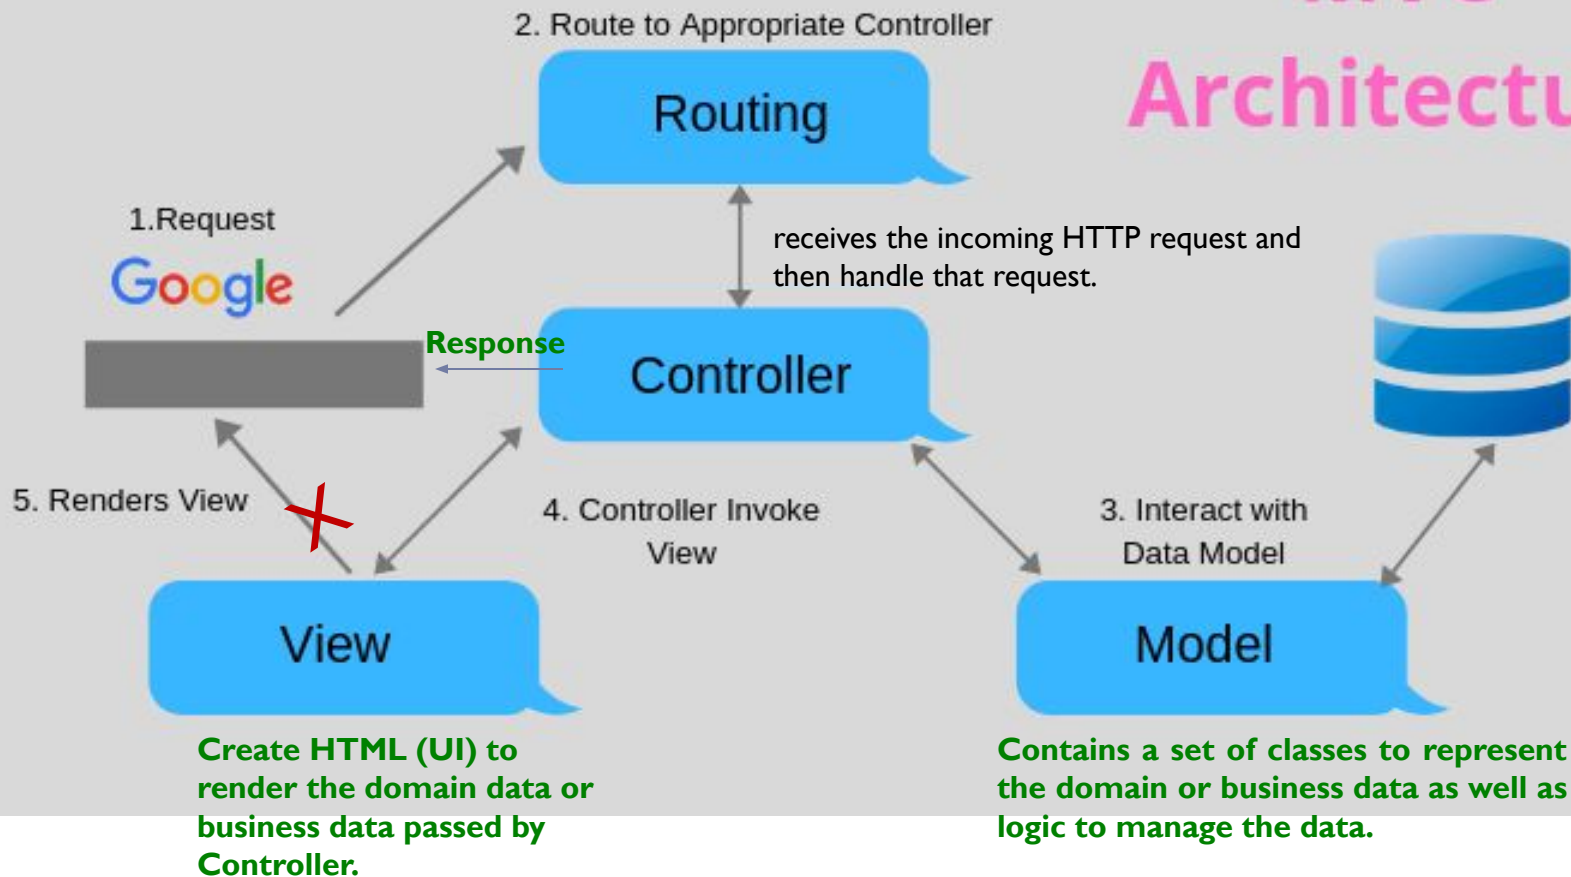 2. Route to Appropriate Controller
Routing
1.Request
Google
receives the incoming HTTP request and
then handle that request.
Response
Controller
5. Renders View
4. Controller Invoke
View
3. Interact with
Data Model
View
Model
Create HTML (UI) to
render the domain data or
business data passed by
Controller.
Contains a set of classes to represent
the domain or business data as well as
logic to manage the data.